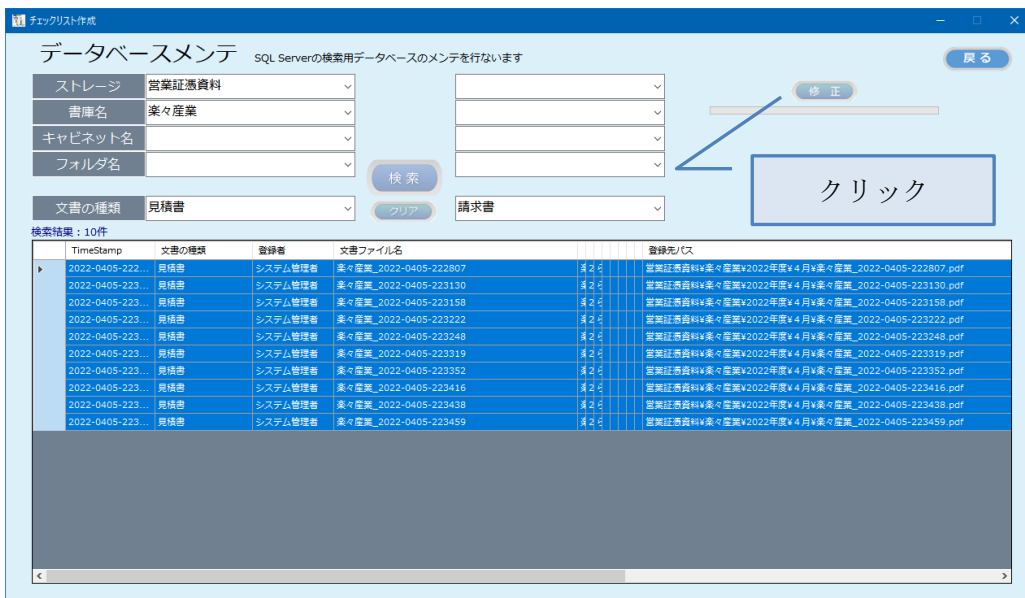 チェックリスト作成
データベースメンテ SQL Serverの検索用データベースのメンテを行ないます
戻る
ストレージ 営業証憑資料
修 正
書庫名 楽々産業
キャビネット名
フォルダ名
検 索
クリック
文書の種類 見積書 クリア 請求書
検索結果：10件
TimeStamp 文書の種類 登録者 文書ファイル名 登録先パス
2022-0405-222... 見積書 システム管理者 楽々産業_2022-0405-222807 営業証憑資料¥楽々産業¥2022年度¥４月¥楽々産業_2022-0405-222807.pdf
2022-0405-223... 見積書 システム管理者 楽々産業_2022-0405-223130 営業証憑資料¥楽々産業¥2022年度¥４月¥楽々産業_2022-0405-223130.pdf
2022-0405-223... 見積書 システム管理者 楽々産業_2022-0405-223158 営業証憑資料¥楽々産業¥2022年度¥４月¥楽々産業_2022-0405-223158.pdf
2022-0405-223... 見積書 システム管理者 楽々産業_2022-0405-223222 営業証憑資料¥楽々産業¥2022年度¥４月¥楽々産業_2022-0405-223222.pdf
2022-0405-223... 見積書 システム管理者 楽々産業_2022-0405-223248 営業証憑資料¥楽々産業¥2022年度¥４月¥楽々産業_2022-0405-223248.pdf
2022-0405-223... 見積書 システム管理者 楽々産業_2022-0405-223319 営業証憑資料¥楽々産業¥2022年度¥４月¥楽々産業_2022-0405-223319.pdf
2022-0405-223... 見積書 システム管理者 楽々産業_2022-0405-223352 営業証憑資料¥楽々産業¥2022年度¥４月¥楽々産業_2022-0405-223352.pdf
2022-0405-223... 見積書 システム管理者 楽々産業_2022-0405-223416 営業証憑資料¥楽々産業¥2022年度¥４月¥楽々産業_2022-0405-223416.pdf
2022-0405-223... 見積書 システム管理者 楽々産業_2022-0405-223438 営業証憑資料¥楽々産業¥2022年度¥４月¥楽々産業_2022-0405-223438.pdf
2022-0405-223... 見積書 システム管理者 楽々産業_2022-0405-223459 営業証憑資料¥楽々産業¥2022年度¥４月¥楽々産業_2022-0405-223459.pdf